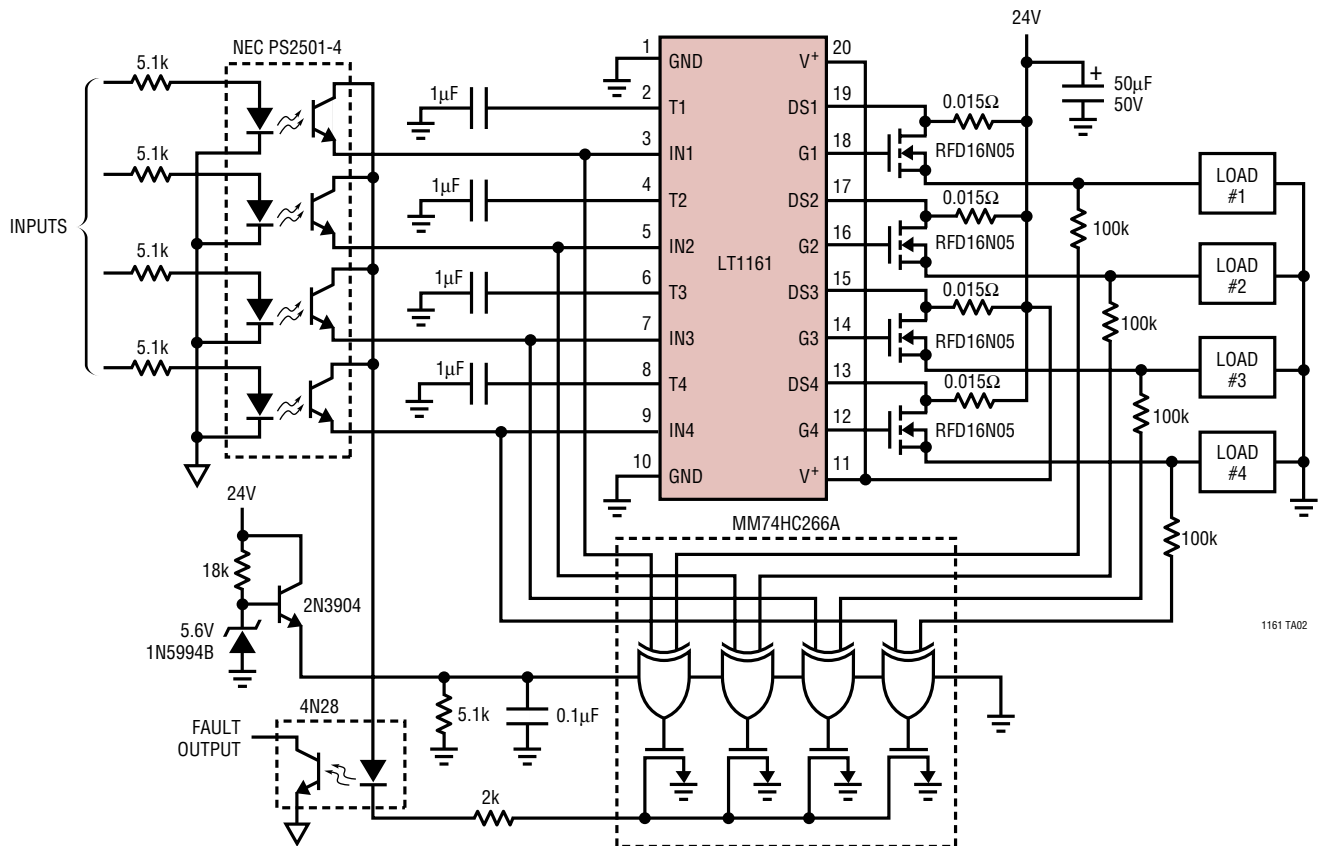 NEC PS2501-4
5.1k
5.1k
5.1k
5.1k
INPUTS
1µF
1µF
1µF
1µF
1 GND
2 T1
3 IN1
4 T2
5 IN2
6 T3
7 IN3
8 T4
9 IN4
10 GND
LT1161
V+ 20
DS1 19
G1 18
DS2 17
G2 16
DS3 15
G3 14
DS4 13
G4 12
V+ 11
24V
+
50µF
50V
0.015Ω
RFD16N05
0.015Ω
RFD16N05
0.015Ω
RFD16N05
0.015Ω
RFD16N05
LOAD
#1
LOAD
#2
LOAD
#3
LOAD
#4
100k
100k
100k
100k
24V
18k
2N3904
5.6V
1N5994B
MM74HC266A
5.1k
0.1µF
4N28
FAULT
OUTPUT
2k
1161 TA02